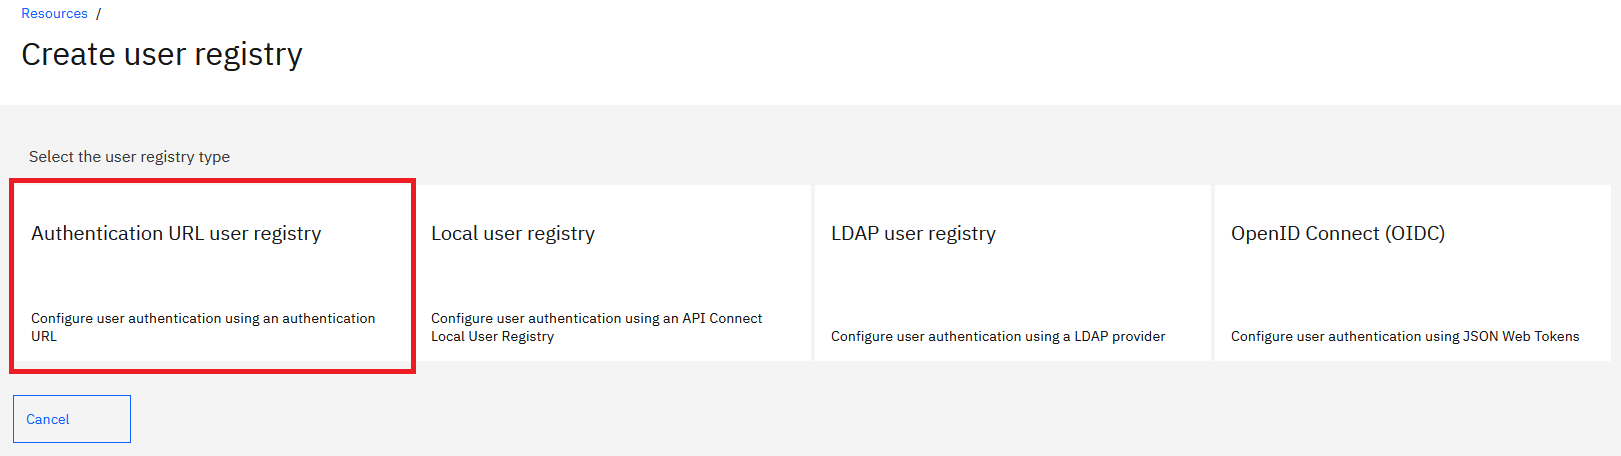 Resources /
Create user registry
Select the user registry type
Authentication URL user registry
Configure user authentication using an authentication
URL
Local user registry
Configure user authentication using an API Connect
Local User Registry
LDAP user registry
Configure user authentication using a LDAP provider
OpenID Connect (OIDC)
Configure user authentication using JSON Web Tokens
Cancel